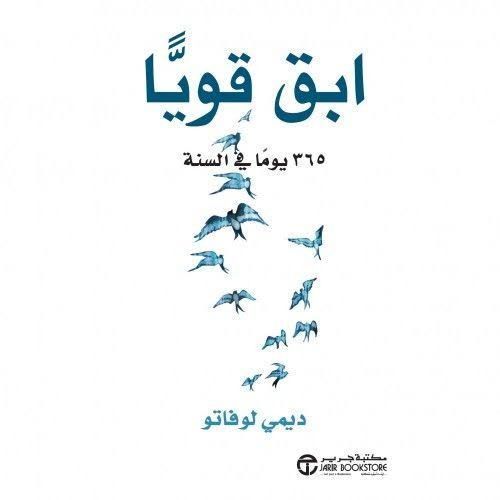 ابق قويًّا
٣٦٥ يومًا في السنة
ديمي لوفاتو
مكتبة جرير
JARIR BOOKSTORE